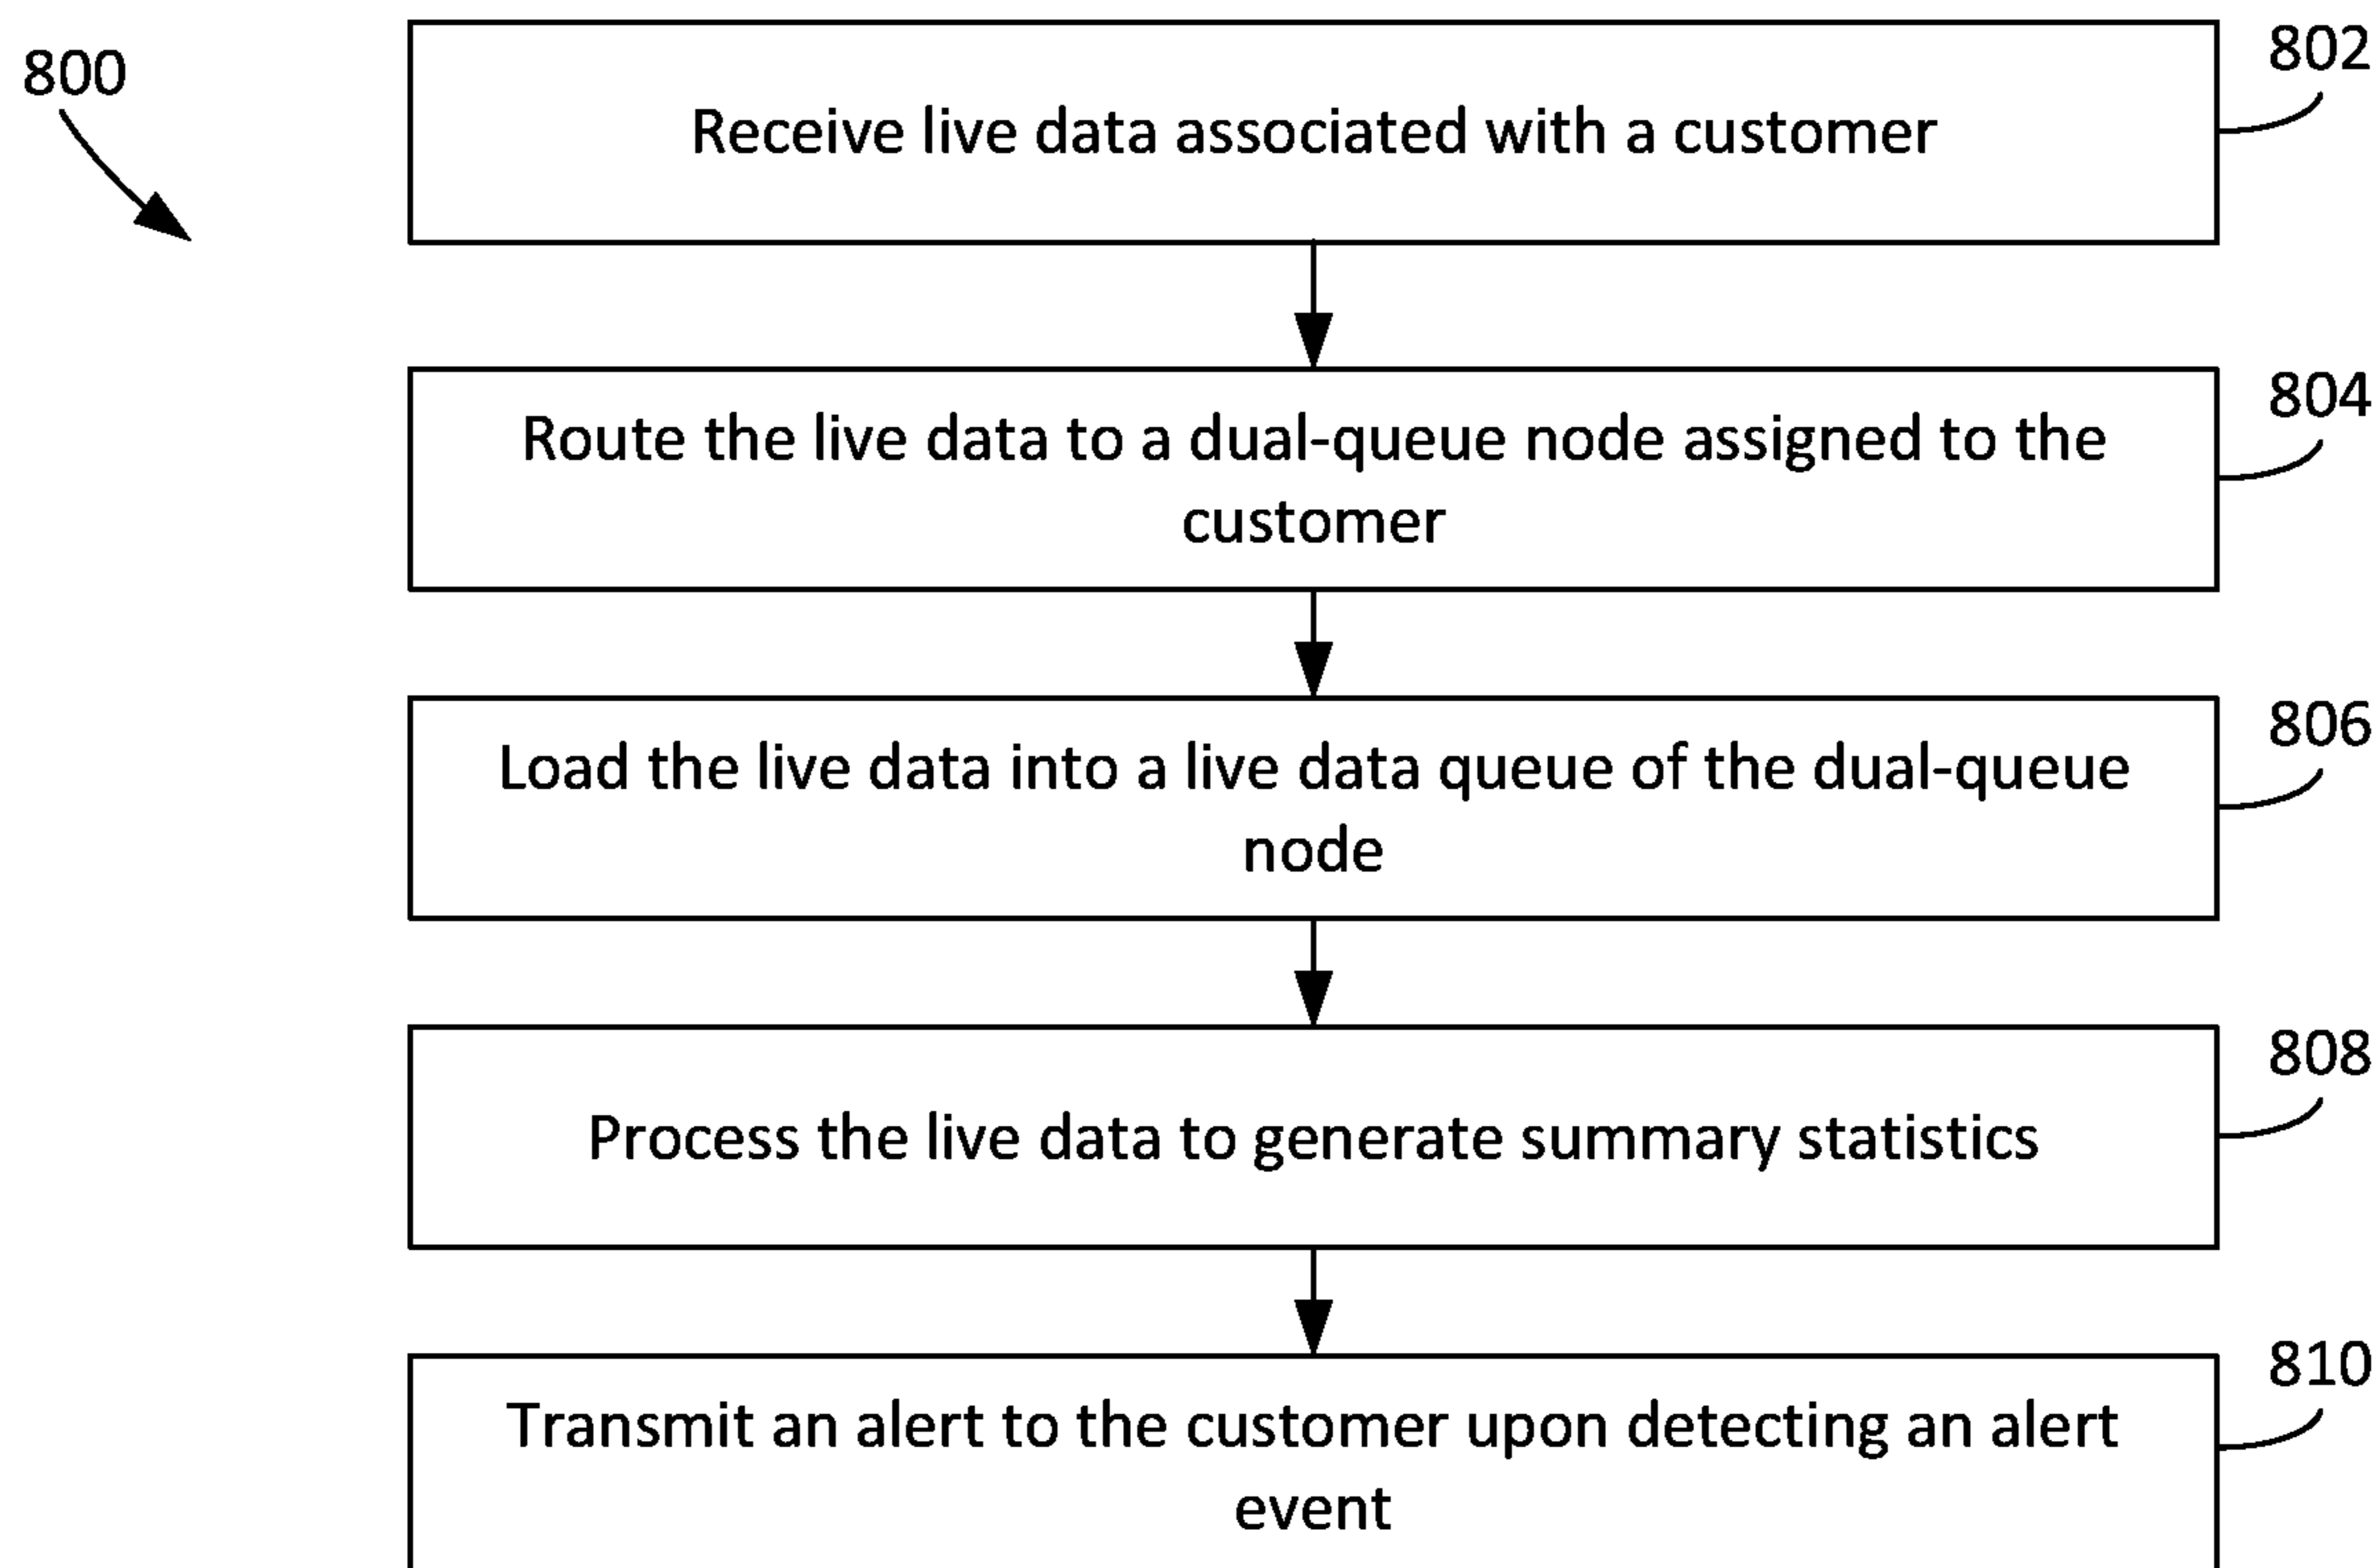 800
802
Receive live data associated with a customer
804
Route the live data to a dual-queue node assigned to the
customer
806
Load the live data into a live data queue of the dual-queue
node
808
Process the live data to generate summary statistics
810
Transmit an alert to the customer upon detecting an alert
event